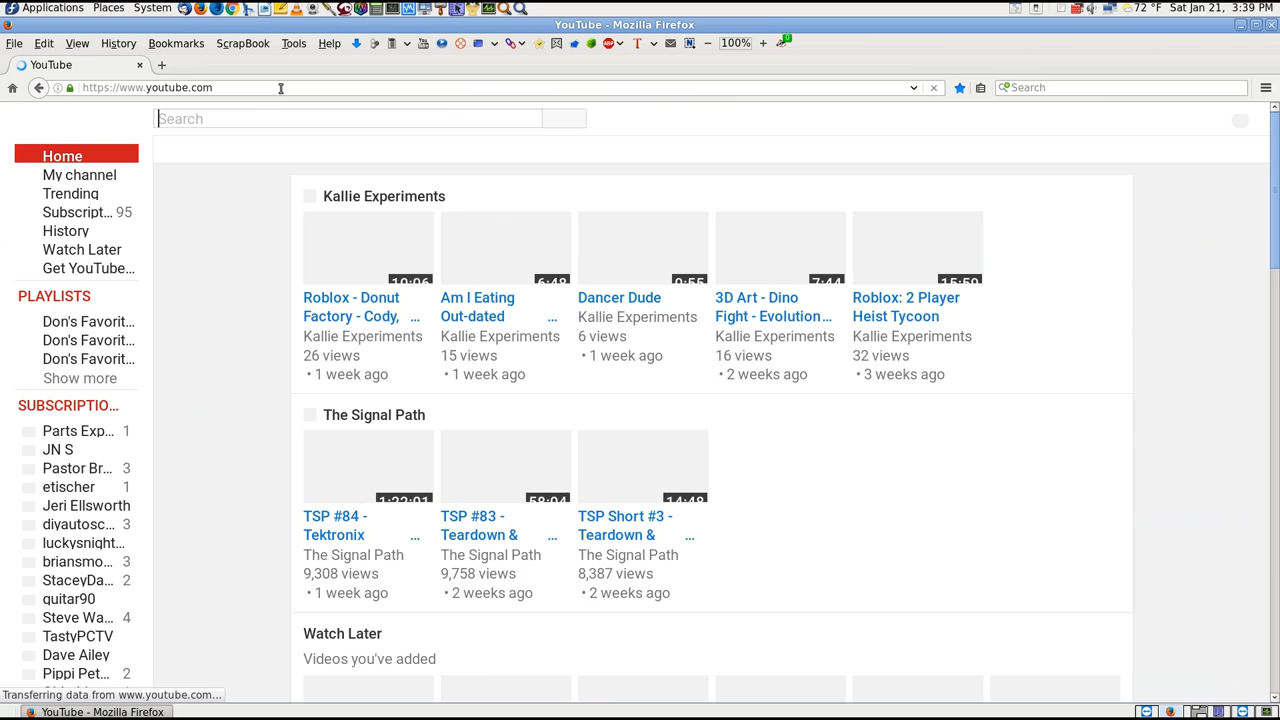 Applications Places System 72 °F Sat Jan 21, 3:39 PM
YouTube - Mozilla Firefox
File Edit View History Bookmarks ScrapBook Tools Help 100%
YouTube
https://www.youtube.com
Search
Search
Home
My channel
Trending
Subscript... 95
History
Watch Later
Get YouTube...
PLAYLISTS
Don's Favorit...
Don's Favorit...
Don's Favorit...
Show more
SUBSCRIPTIO...
Parts Exp... 1
JN S
Pastor Br... 3
etischer 1
Jeri Ellsworth
diyautosc... 3
luckysnight...
briansmo... 3
StaceyDa... 2
quitar90
Steve Wa... 4
TastyPCTV
Dave Ailey
Pippi Pet... 2
Kallie Experiments
10:06
Roblox - Donut
Factory - Cody, ...
Kallie Experiments
26 views
• 1 week ago
6:48
Am I Eating
Out-dated ...
Kallie Experiments
15 views
• 1 week ago
0:55
Dancer Dude
Kallie Experiments
6 views
• 1 week ago
7:44
3D Art - Dino
Fight - Evolution...
Kallie Experiments
16 views
• 2 weeks ago
15:59
Roblox: 2 Player
Heist Tycoon
Kallie Experiments
32 views
• 3 weeks ago
The Signal Path
1:22:01
TSP #84 -
Tektronix ...
The Signal Path
9,308 views
• 1 week ago
58:04
TSP #83 -
Teardown & ...
The Signal Path
9,758 views
• 2 weeks ago
14:48
TSP Short #3 -
Teardown & ...
The Signal Path
8,387 views
• 2 weeks ago
Watch Later
Videos you've added
Transferring data from www.youtube.com...
YouTube - Mozilla Firefox